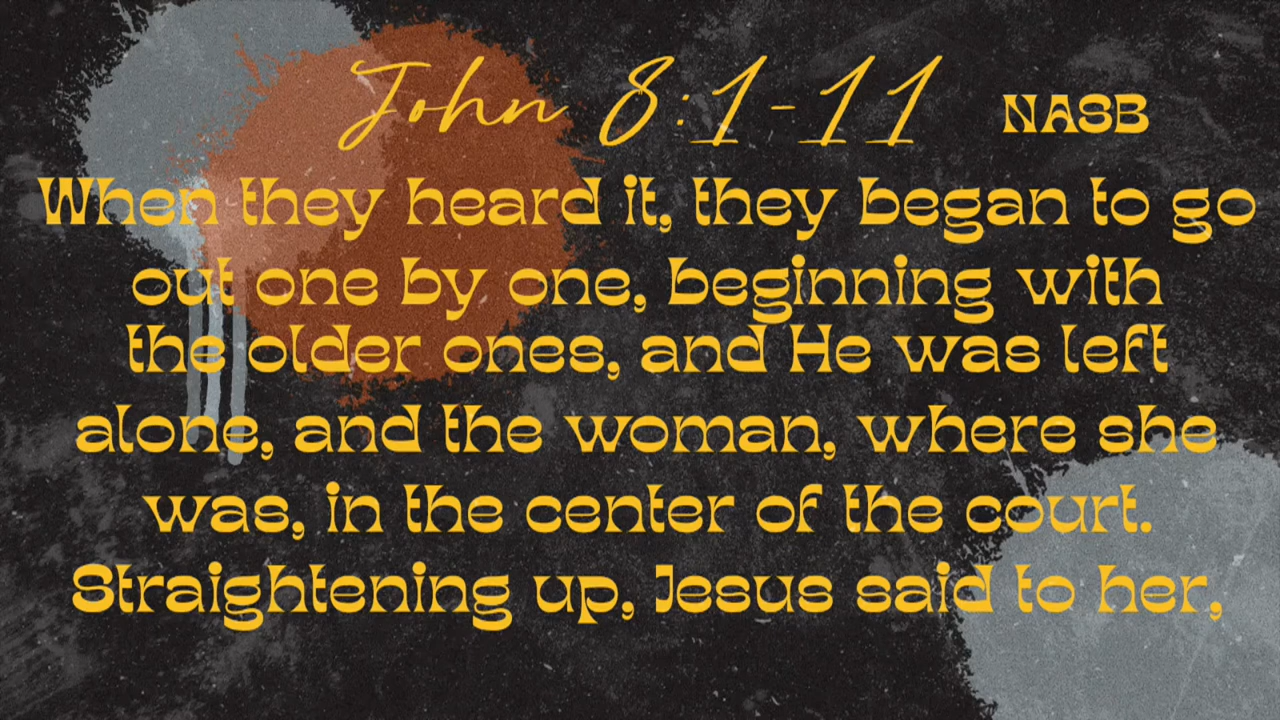 John 8:1-11 NASB
When they heard it, they began to go
out one by one, beginning with
the older ones, and He was left
alone, and the woman, where she
was, in the center of the court.
Straightening up, Jesus said to her,